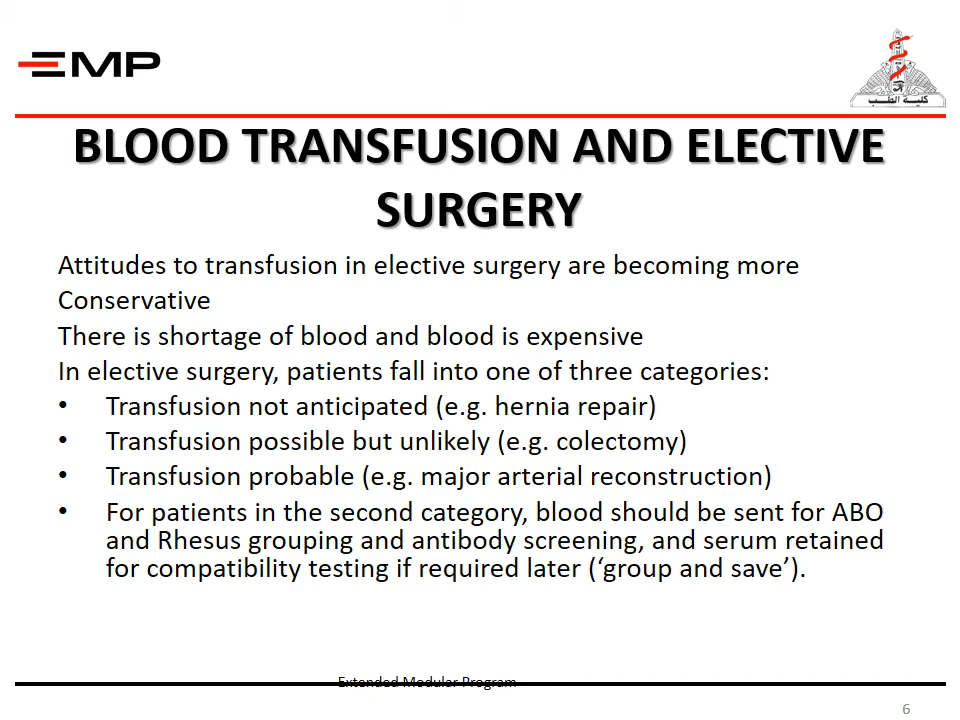 EMP
كلية الطب
BLOOD TRANSFUSION AND ELECTIVE
SURGERY
Attitudes to transfusion in elective surgery are becoming more
Conservative
There is shortage of blood and blood is expensive
In elective surgery, patients fall into one of three categories:
• Transfusion not anticipated (e.g. hernia repair)
• Transfusion possible but unlikely (e.g. colectomy)
• Transfusion probable (e.g. major arterial reconstruction)
• For patients in the second category, blood should be sent for ABO
and Rhesus grouping and antibody screening, and serum retained
for compatibility testing if required later (‘group and save’).
Extended Modular Program
6